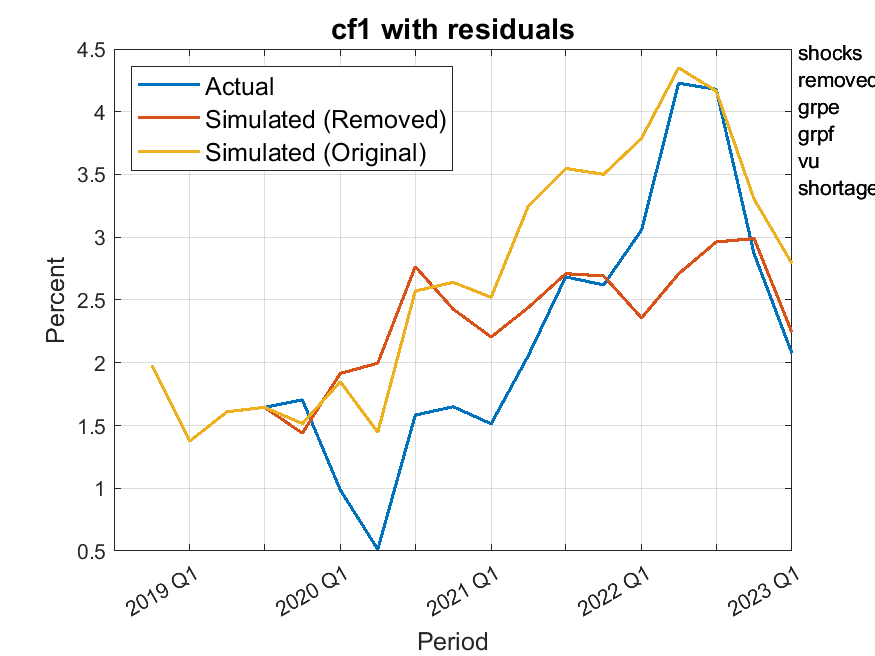 cf1 with residuals
4.5
4
3.5
3
2.5
2
1.5
1
0.5
Percent
Actual
Simulated (Removed)
Simulated (Original)
shocks
removed
grpe
grpf
vu
shortage
2019 Q1
2020 Q1
2021 Q1
2022 Q1
2023 Q1
Period